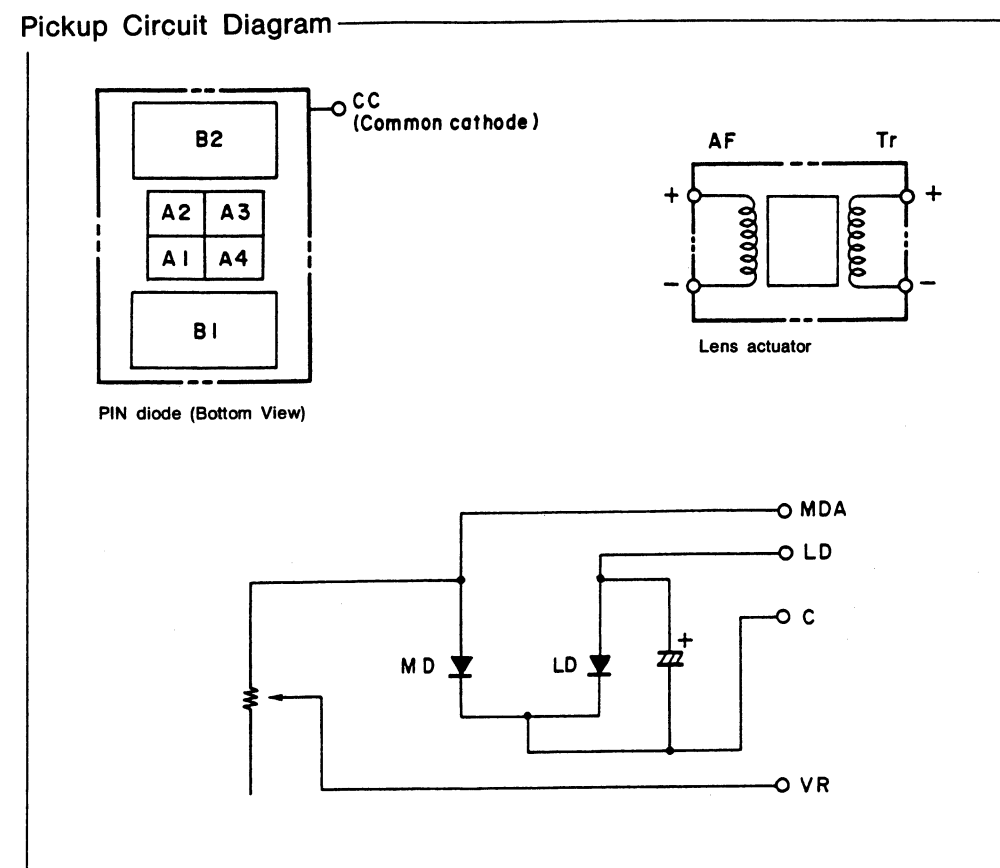 Pickup Circuit Diagram
CC
(Common cathode)
B2
A2 A3
A1 A4
B1
PIN diode (Bottom View)
AF Tr
+ +
- -
Lens actuator
MDA
LD
C
MD LD +
VR